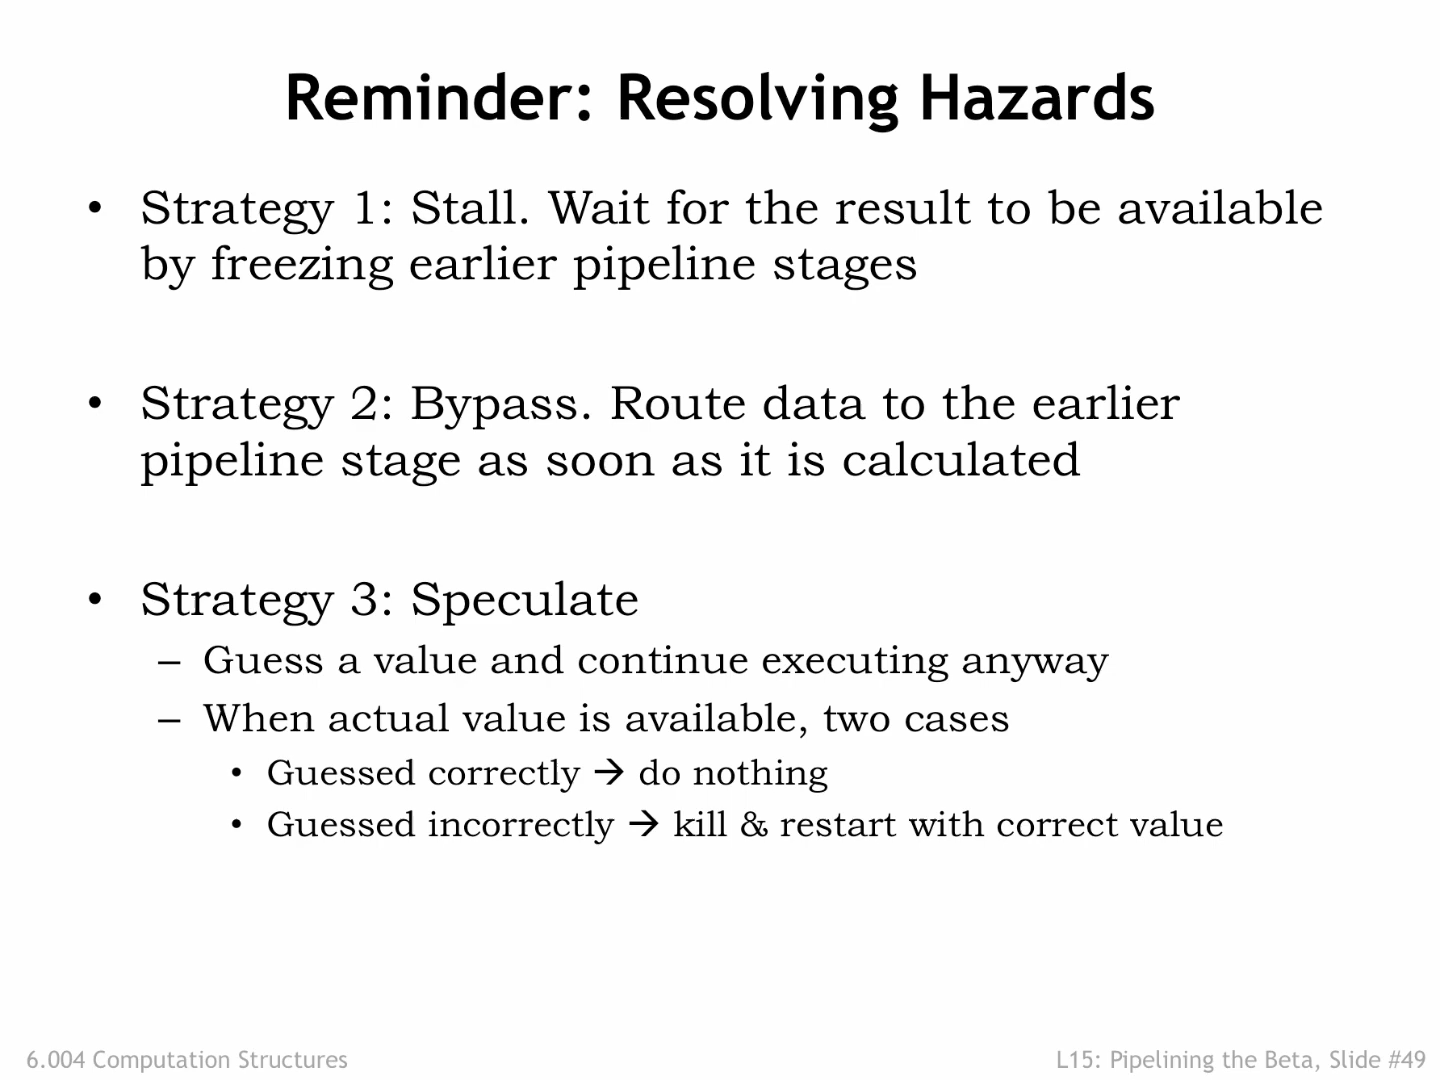 Reminder: Resolving Hazards
• Strategy 1: Stall. Wait for the result to be available
by freezing earlier pipeline stages
• Strategy 2: Bypass. Route data to the earlier
pipeline stage as soon as it is calculated
• Strategy 3: Speculate
– Guess a value and continue executing anyway
– When actual value is available, two cases
• Guessed correctly → do nothing
• Guessed incorrectly → kill & restart with correct value
6.004 Computation Structures
L15: Pipelining the Beta, Slide #49